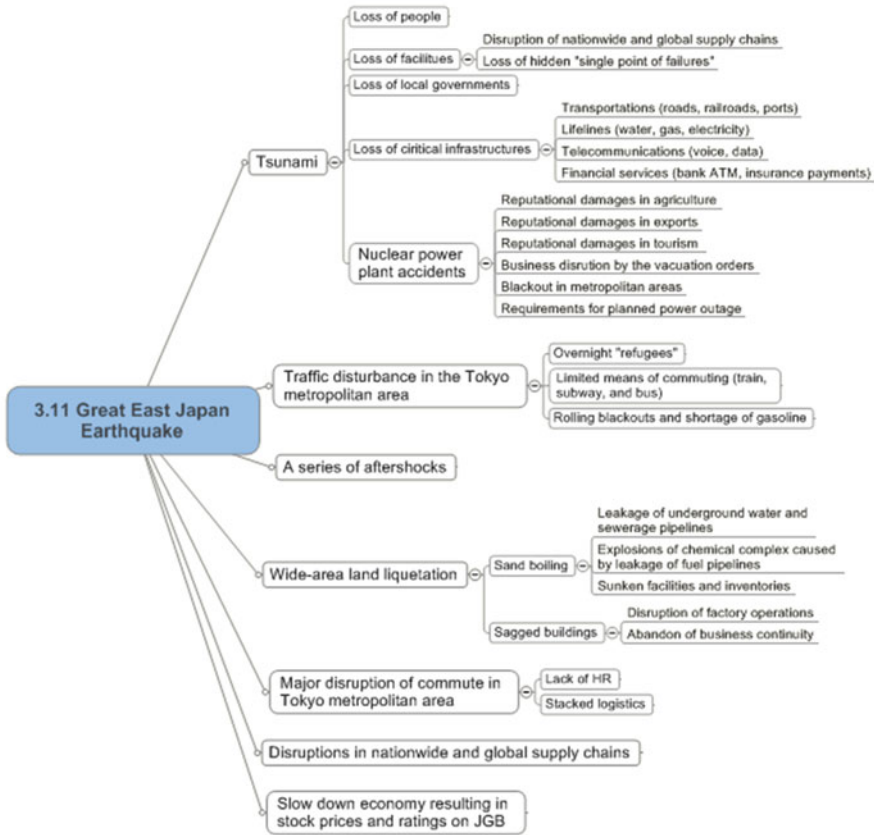 3.11 Great East Japan
Earthquake
Tsunami
Loss of people
Loss of facilitues
Disruption of nationwide and global supply chains
Loss of hidden "single point of failures"
Loss of local governments
Loss of ciritical infrastructures
Transportations (roads, railroads, ports)
Lifelines (water, gas, electricity)
Telecommunications (voice, data)
Financial services (bank ATM, insurance payments)
Nuclear power
plant accidents
Reputational damages in agriculture
Reputational damages in exports
Reputational damages in tourism
Business disrution by the vacuation orders
Blackout in metropolitan areas
Requirements for planned power outage
Traffic disturbance in the Tokyo
metropolitan area
Overnight "refugees"
Limited means of commuting (train,
subway, and bus)
Rolling blackouts and shortage of gasoline
A series of aftershocks
Wide-area land liquetation
Sand boiling
Leakage of underground water and
sewerage pipelines
Explosions of chemical complex caused
by leakage of fuel pipelines
Sunken facilities and inventories
Sagged buildings
Disruption of factory operations
Abandon of business continuity
Major disruption of commute in
Tokyo metropolitan area
Lack of HR
Stacked logistics
Disruptions in nationwide and global supply chains
Slow down economy resulting in
stock prices and ratings on JGB